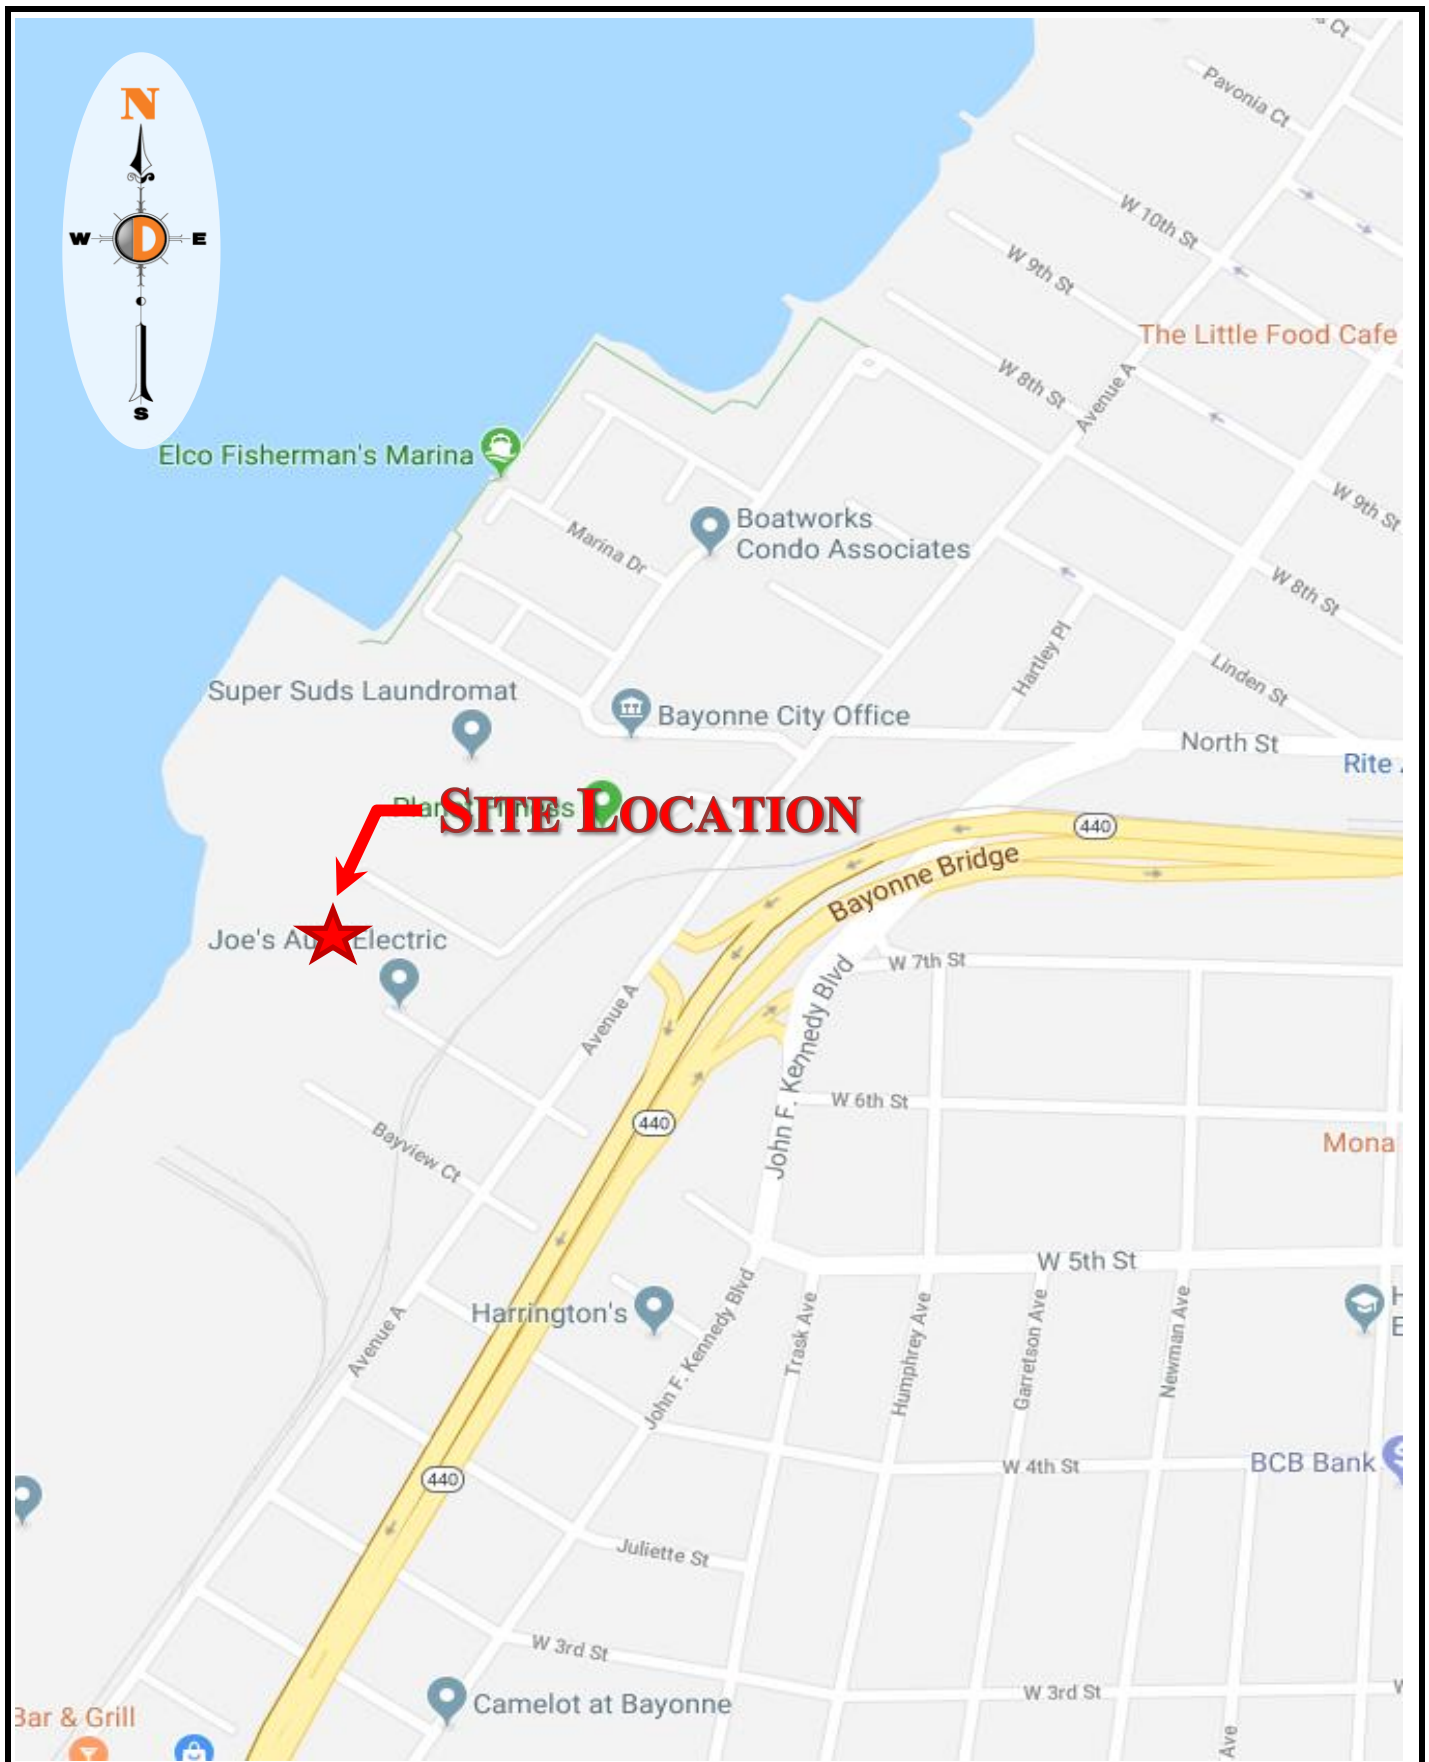 s Ct
Pavonia Ct
N
W 10th St
W
D
E
W 9th St
The Little Food Cafe
W 8th St
Avenue A
S
Elco Fisherman's Marina
W 9th St
Boatworks
Condo Associates
Marina Dr
W 8th St
Hartley Pl
Linden St
Super Suds Laundromat
Bayonne City Office
North St
Rite
SITE LOCATION
440
Bayonne Bridge
Joe's Auto Electric
W 7th St
Avenue A
John F. Kennedy Blvd
W 6th St
440
Bayview Ct
Mona
W 5th St
Harrington's
Avenue A
John F. Kennedy Blvd
Trask Ave
Humphrey Ave
Garretson Ave
Newman Ave
H
E
W 4th St
BCB Bank
440
Juliette St
W 3rd St
W 3rd St
Camelot at Bayonne
Bar & Grill
Ave